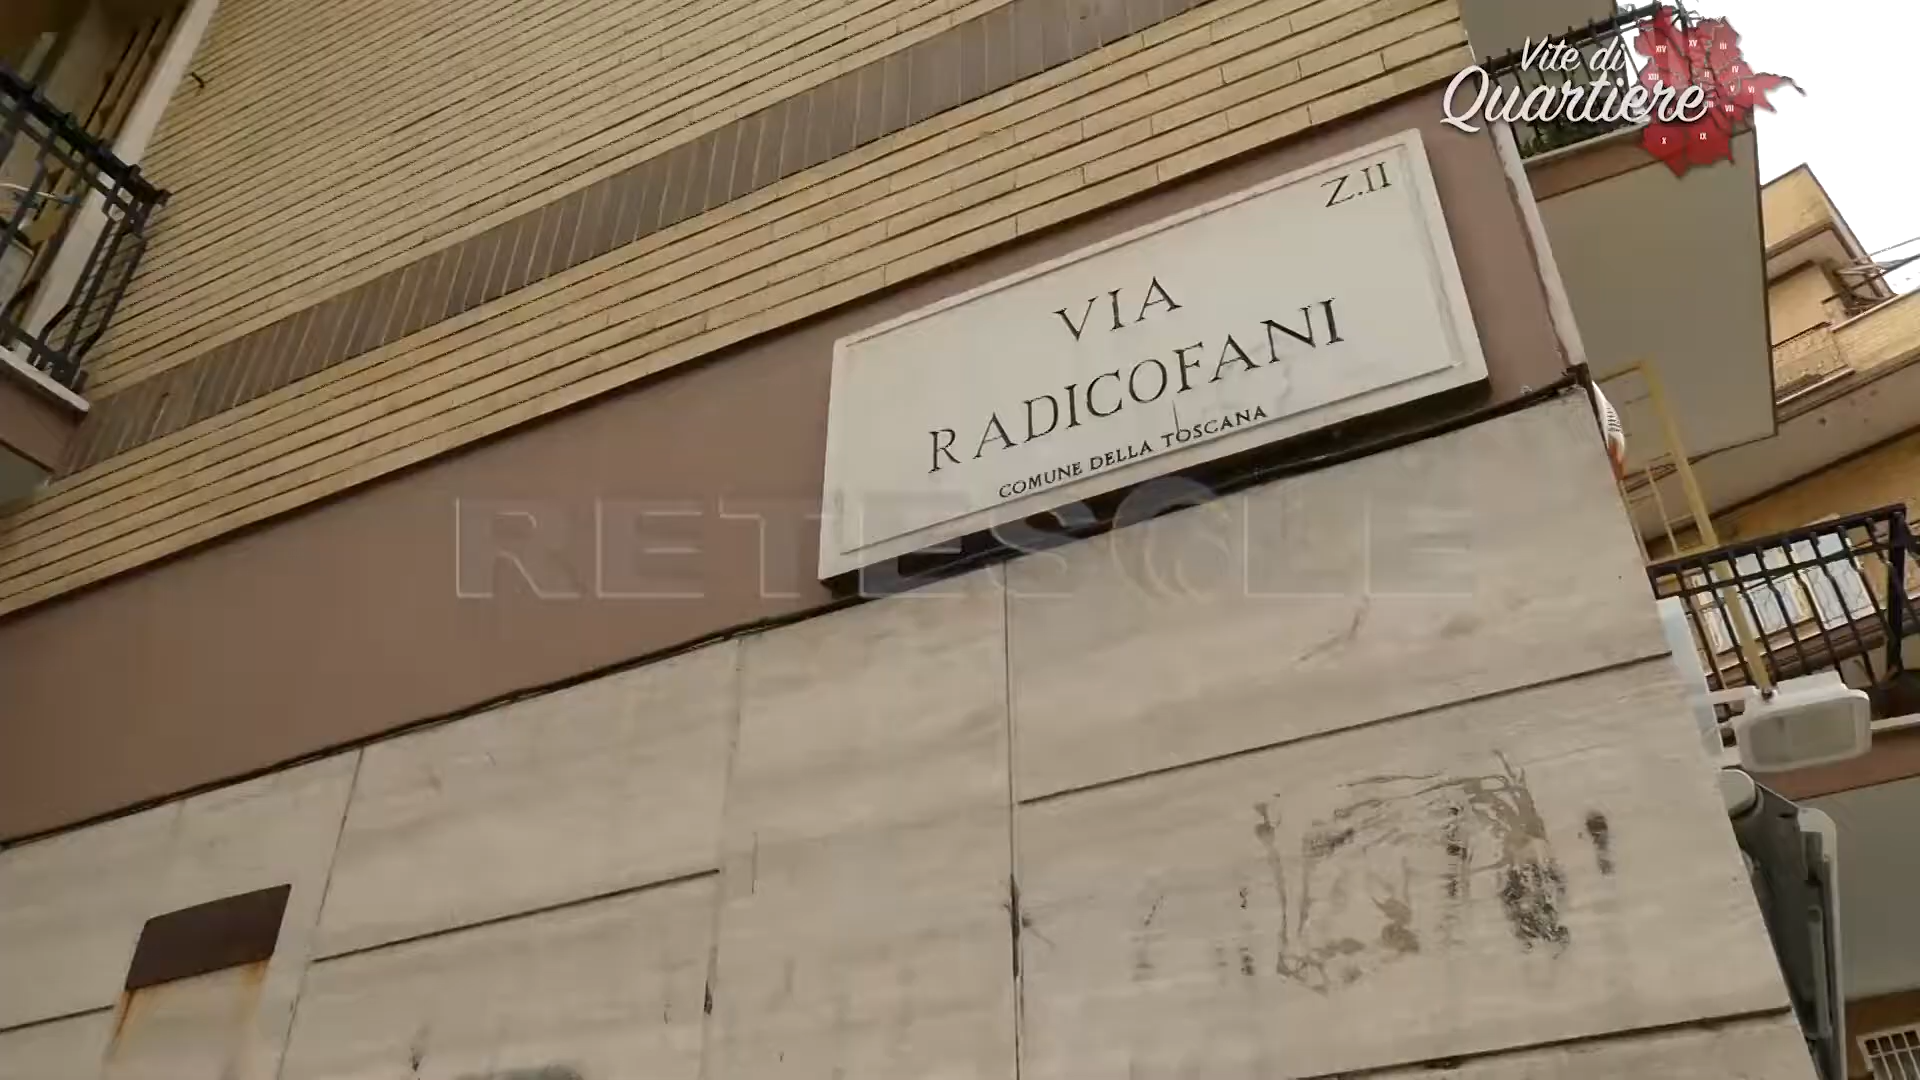 Vite di
Quartiere
Z.II
VIA
RADICOFANI
COMUNE DELLA TOSCANA
RETESOLE